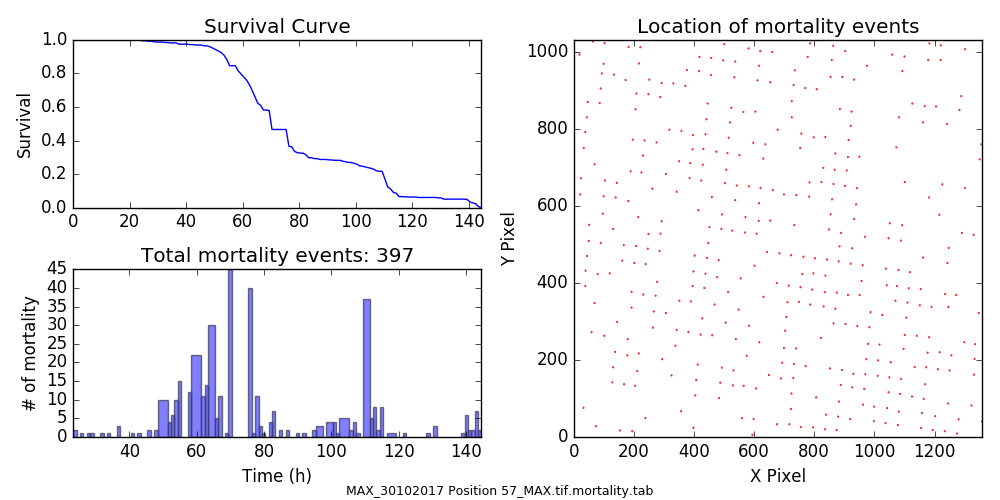 Survival Curve
1.0
0.8
0.6
0.4
0.2
0.0
Survival
0 20 40 60 80 100 120 140
Total mortality events: 397
45
40
35
30
25
20
15
10
5
0
# of mortality
40 60 80 100 120 140
Time (h)
Location of mortality events
1000
800
600
400
200
0
Y Pixel
0 200 400 600 800 1000 1200
X Pixel
MAX_30102017 Position 57_MAX.tif.mortality.tab